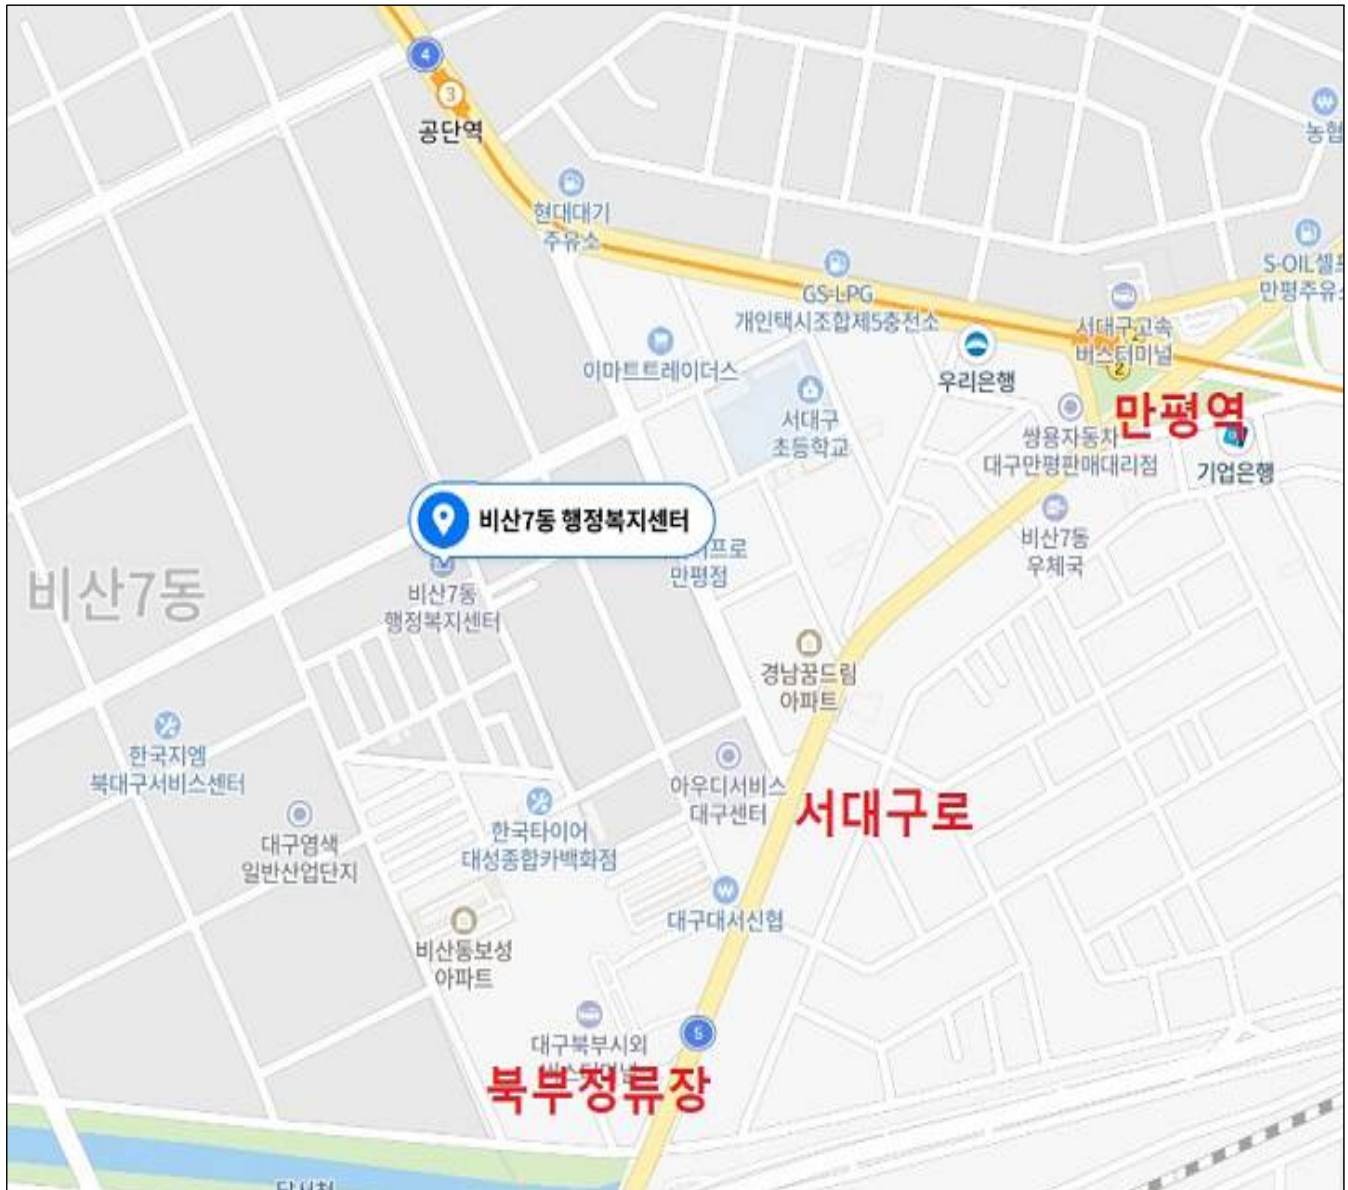 4
3
공단역
농협
현대대기
주유소
S-OIL셀프
만평주유소
GS-LPG
개인택시조합제5충전소
서대구고속
버스터미널
2
이마트트레이더스
우리은행
서대구
초등학교
만평역
쌍용자동차
대구만평판매대리점
기업은행
비산7동 행정복지센터
프로
만평점
비산7동
우체국
비산7동
비산7동
행정복지센터
경남꿈드림
아파트
한국지엠
북대구서비스센터
아우디서비스
대구센터
서대구로
대구염색
일반산업단지
한국타이어
대성종합카백화점
대구대서신협
비산동보성
아파트
5
대구북부시외
북부정류장
달서천